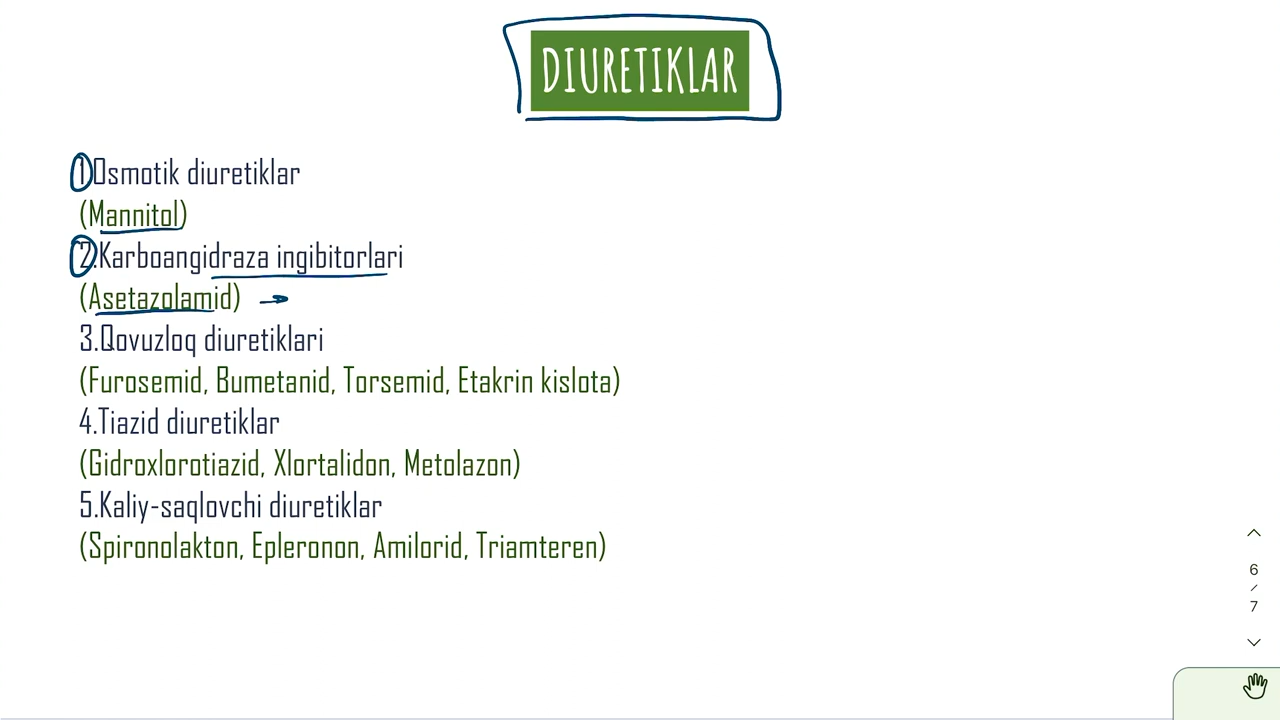 DIURETIKLAR
1.Osmotik diuretiklar
(Mannitol)
2.Karboangidraza ingibitorlari
(Asetazolamid)
3.Qovuzloq diuretiklari
(Furosemid, Bumetanid, Torsemid, Etakrin kislota)
4.Tiazid diuretiklar
(Gidroxlorotiazid, Xlortalidon, Metolazon)
5.Kaliy-saqlovchi diuretiklar
(Spironolakton, Epleronon, Amilorid, Triamteren)
6
/
7